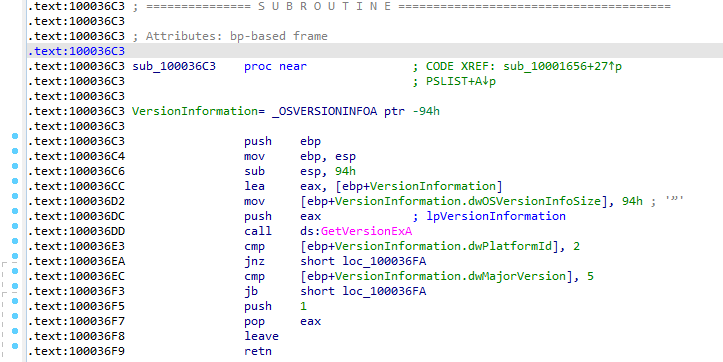 .text:100036C3 ; =============== S U B R O U T I N E =======================================
.text:100036C3
.text:100036C3 ; Attributes: bp-based frame
.text:100036C3
.text:100036C3 sub_100036C3 proc near ; CODE XREF: sub_10001656+27↑p
.text:100036C3 ; PSLIST+A↓p
.text:100036C3
.text:100036C3 VersionInformation= _OSVERSIONINFOA ptr -94h
.text:100036C3
.text:100036C3 push ebp
.text:100036C4 mov ebp, esp
.text:100036C6 sub esp, 94h
.text:100036CC lea eax, [ebp+VersionInformation]
.text:100036D2 mov [ebp+VersionInformation.dwOSVersionInfoSize], 94h ; '”'
.text:100036DC push eax ; lpVersionInformation
.text:100036DD call ds:GetVersionExA
.text:100036E3 cmp [ebp+VersionInformation.dwPlatformId], 2
.text:100036EA jnz short loc_100036FA
.text:100036EC cmp [ebp+VersionInformation.dwMajorVersion], 5
.text:100036F3 jb short loc_100036FA
.text:100036F5 push 1
.text:100036F7 pop eax
.text:100036F8 leave
.text:100036F9 retn